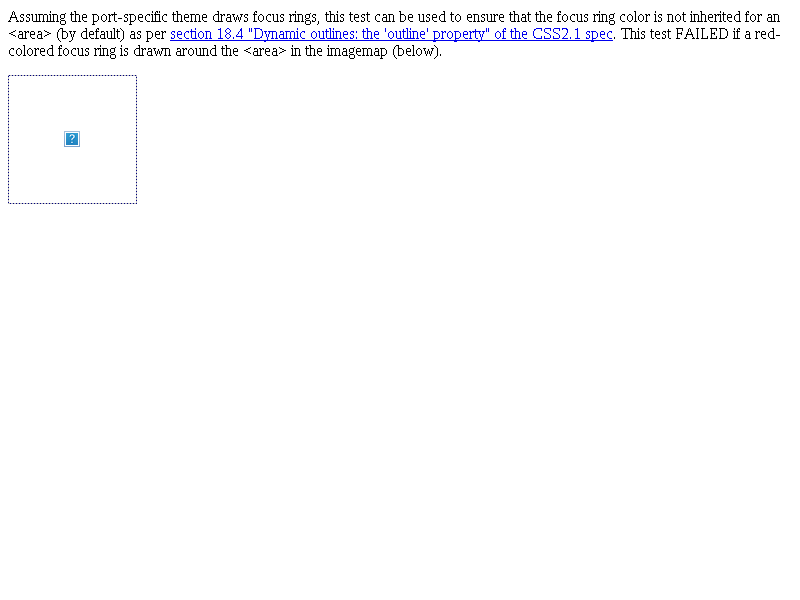 Assuming the port-specific theme draws focus rings, this test can be used to ensure that the focus ring color is not inherited for an
<area> (by default) as per section 18.4 "Dynamic outlines: the 'outline' property" of the CSS2.1 spec. This test FAILED if a red-
colored focus ring is drawn around the <area> in the imagemap (below).
?